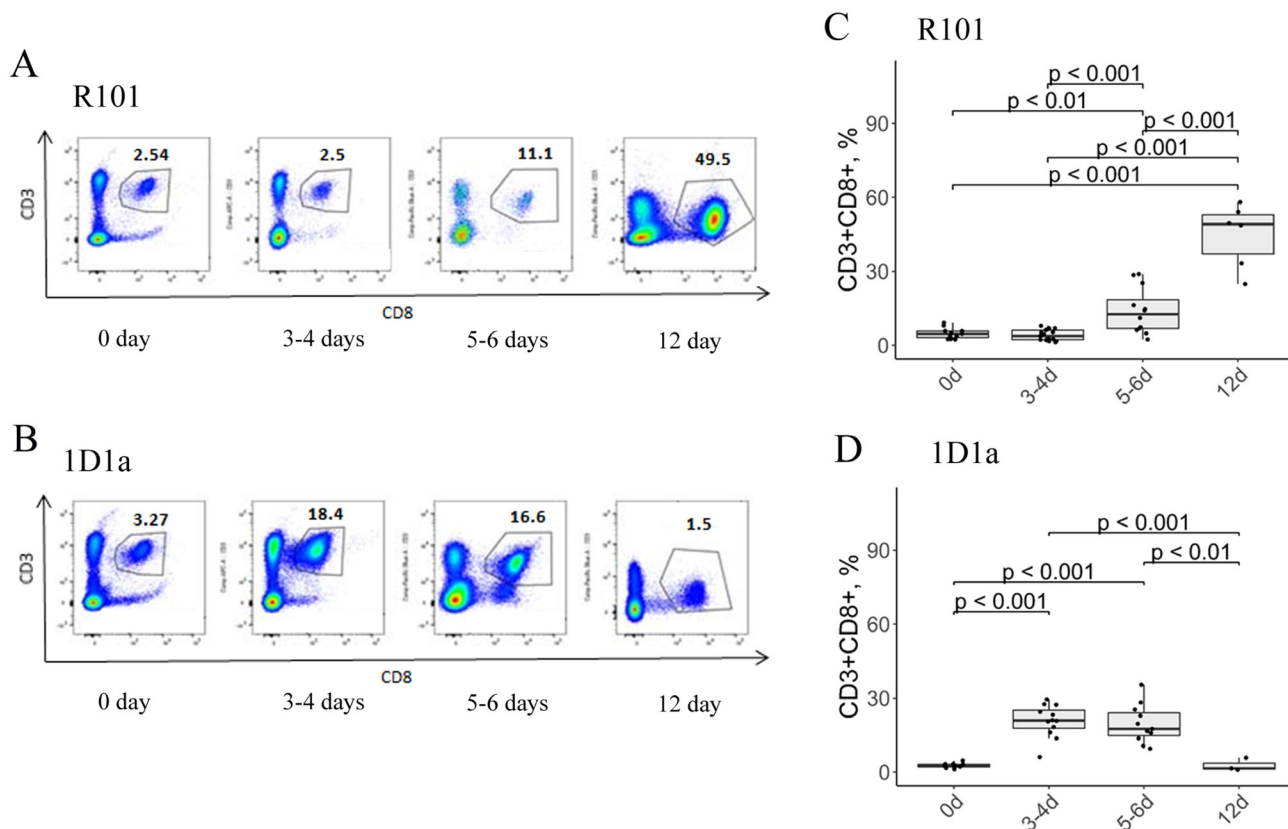 A
R101
2.54
2.5
11.1
49.5
CD3
CD8
0 day
3-4 days
5-6 days
12 day
B
1D1a
3.27
18.4
16.6
1.5
CD3
CD8
0 day
3-4 days
5-6 days
12 day
C
R101
p < 0.001
p < 0.01
p < 0.001
p < 0.001
p < 0.001
CD3+CD8+, %
90
60
30
0
0d
3-4d
5-6d
12d
D
1D1a
p < 0.001
p < 0.001
p < 0.01
p < 0.001
CD3+CD8+, %
90
60
30
0
0d
3-4d
5-6d
12d